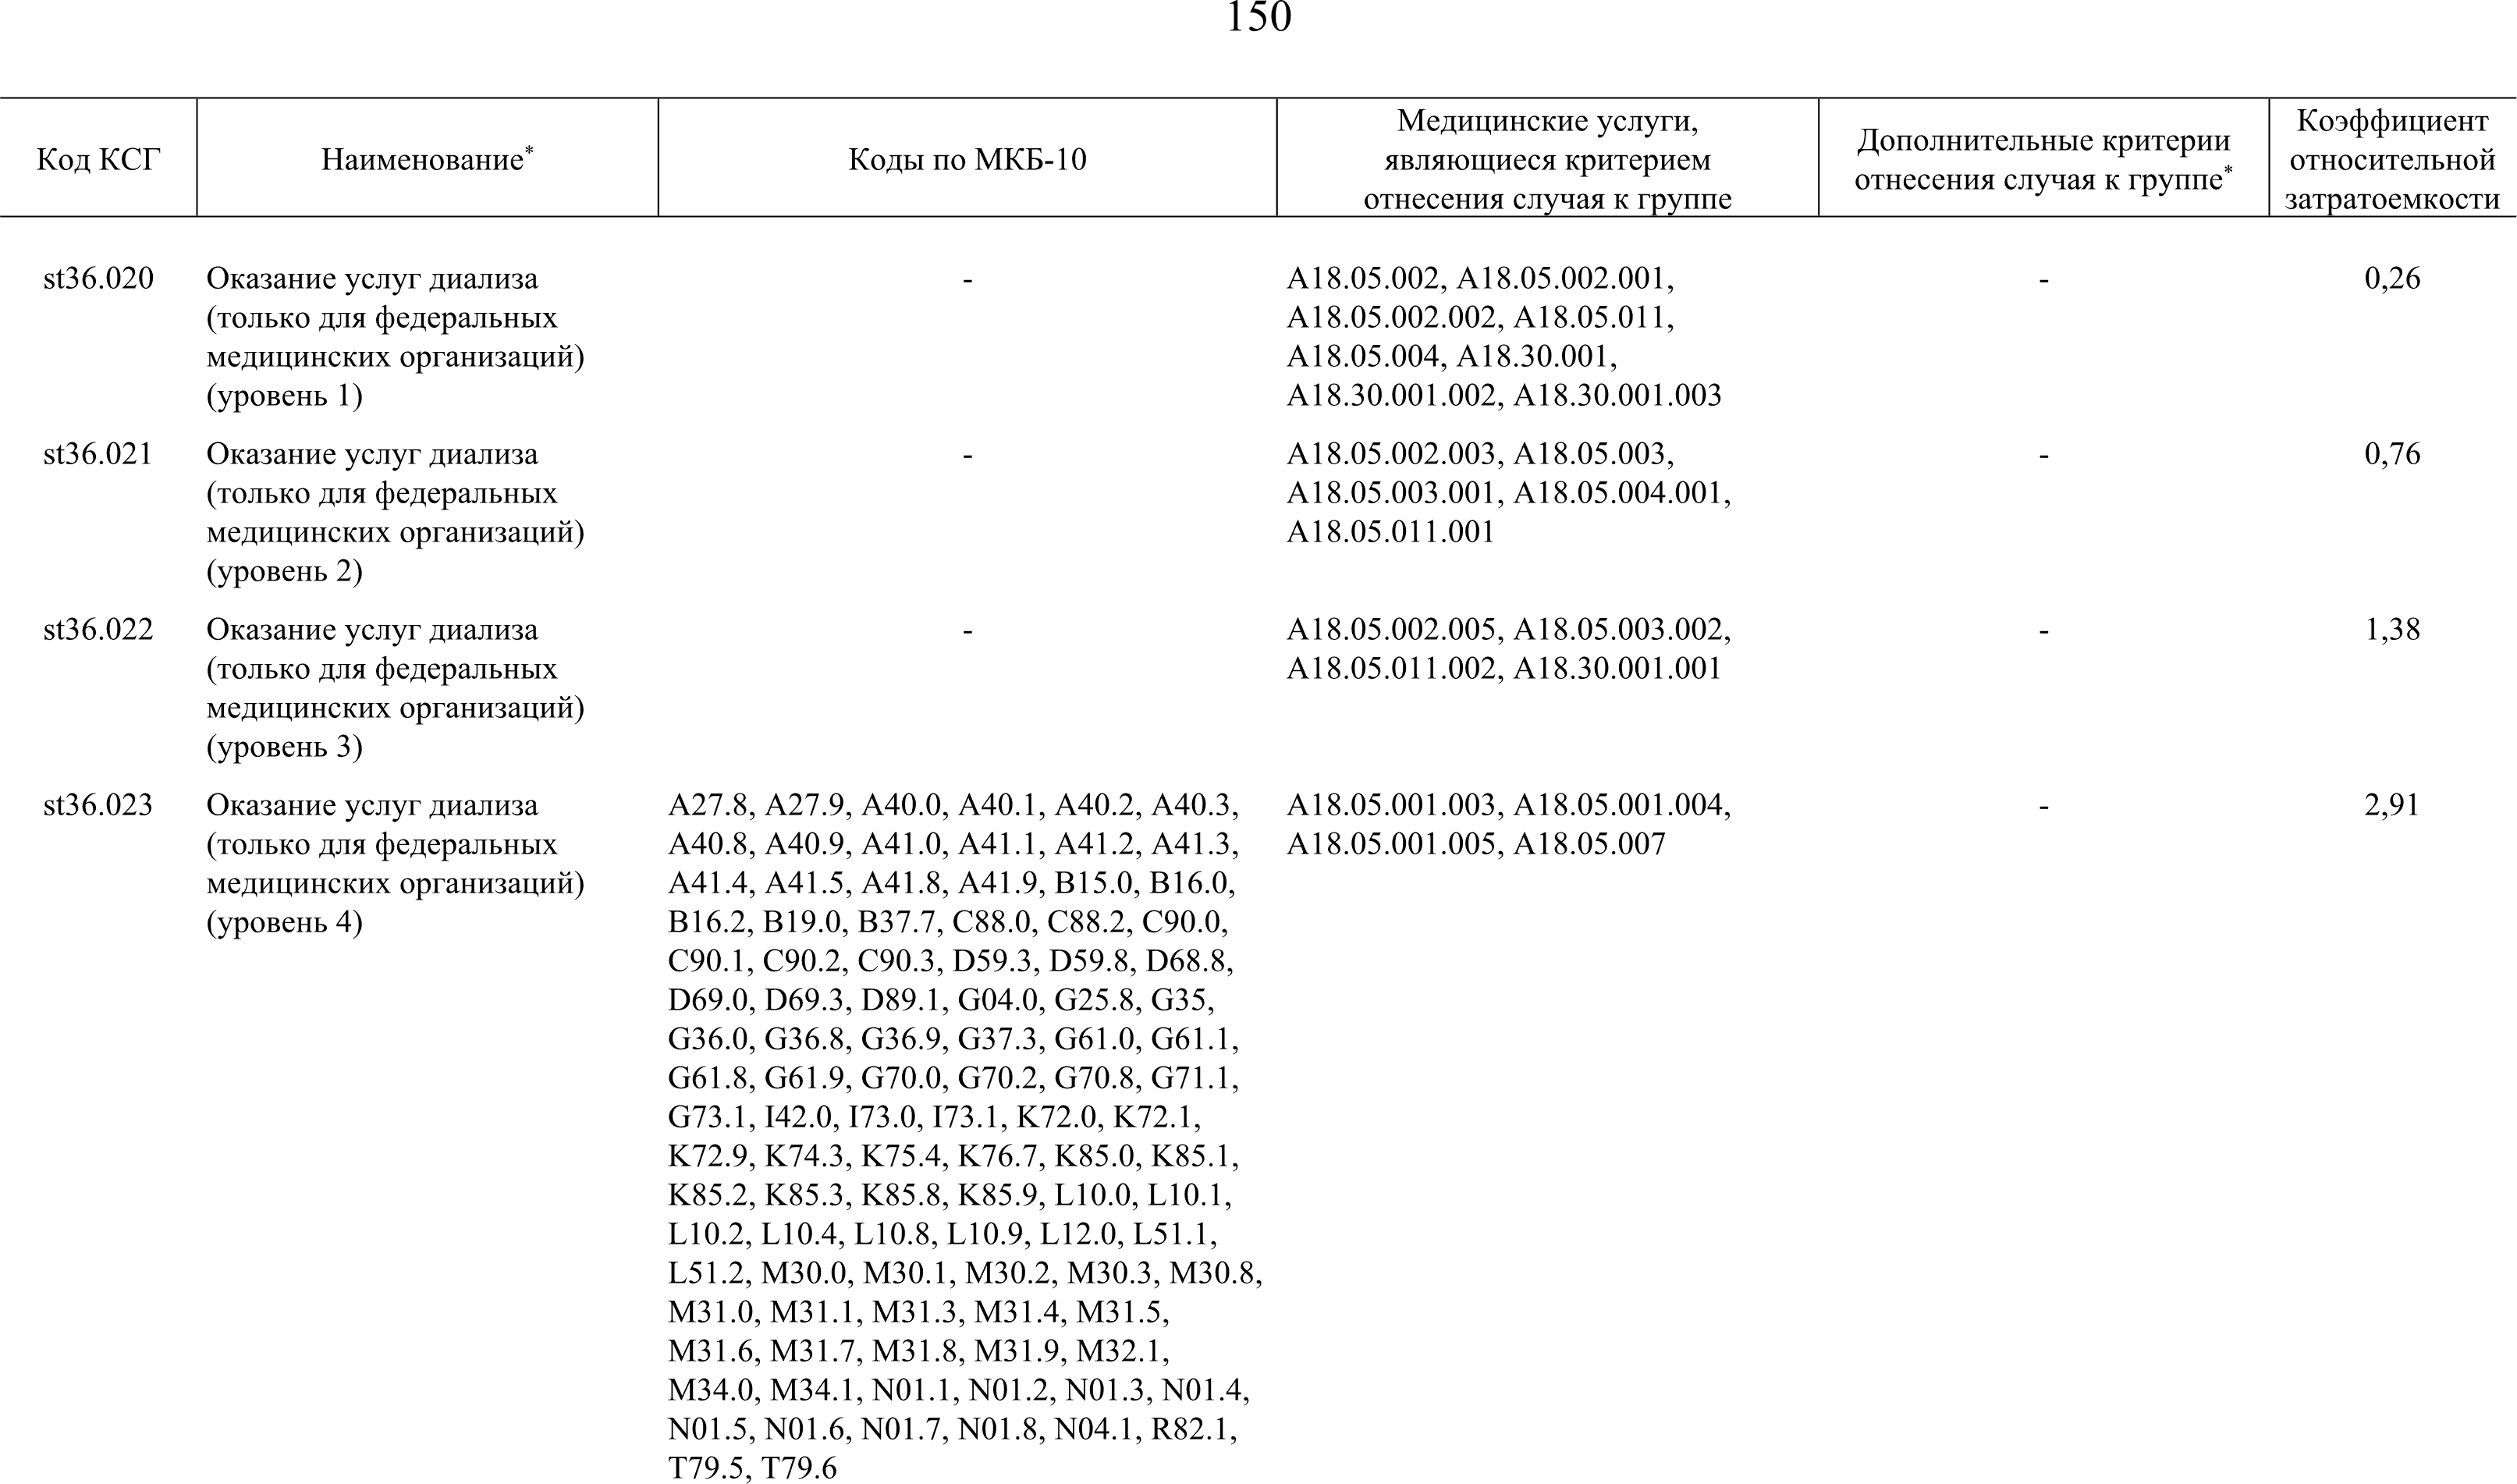 150
Код КСГ
Наименование*
Коды по МКБ-10
Медицинские услуги,
являющиеся критерием
отнесения случая к группе
Дополнительные критерии
отнесения случая к группе*
Коэффициент
относительной
затратоемкости
st36.020
Оказание услуг диализа
(только для федеральных
медицинских организаций)
(уровень 1)
-
A18.05.002, A18.05.002.001,
A18.05.002.002, A18.05.011,
A18.05.004, A18.30.001,
A18.30.001.002, A18.30.001.003
-
0,26
st36.021
Оказание услуг диализа
(только для федеральных
медицинских организаций)
(уровень 2)
-
A18.05.002.003, A18.05.003,
A18.05.003.001, A18.05.004.001,
A18.05.011.001
-
0,76
st36.022
Оказание услуг диализа
(только для федеральных
медицинских организаций)
(уровень 3)
-
A18.05.002.005, A18.05.003.002,
A18.05.011.002, A18.30.001.001
-
1,38
st36.023
Оказание услуг диализа
(только для федеральных
медицинских организаций)
(уровень 4)
A27.8, A27.9, A40.0, A40.1, A40.2, A40.3,
A40.8, A40.9, A41.0, A41.1, A41.2, A41.3,
A41.4, A41.5, A41.8, A41.9, B15.0, B16.0,
B16.2, B19.0, B37.7, C88.0, C88.2, C90.0,
C90.1, C90.2, C90.3, D59.3, D59.8, D68.8,
D69.0, D69.3, D89.1, G04.0, G25.8, G35,
G36.0, G36.8, G36.9, G37.3, G61.0, G61.1,
G61.8, G61.9, G70.0, G70.2, G70.8, G71.1,
G73.1, I42.0, I73.0, I73.1, K72.0, K72.1,
K72.9, K74.3, K75.4, K76.7, K85.0, K85.1,
K85.2, K85.3, K85.8, K85.9, L10.0, L10.1,
L10.2, L10.4, L10.8, L10.9, L12.0, L51.1,
L51.2, M30.0, M30.1, M30.2, M30.3, M30.8,
M31.0, M31.1, M31.3, M31.4, M31.5,
M31.6, M31.7, M31.8, M31.9, M32.1,
M34.0, M34.1, N01.1, N01.2, N01.3, N01.4,
N01.5, N01.6, N01.7, N01.8, N04.1, R82.1,
T79.5, T79.6
A18.05.001.003, A18.05.001.004,
A18.05.001.005, A18.05.007
-
2,91